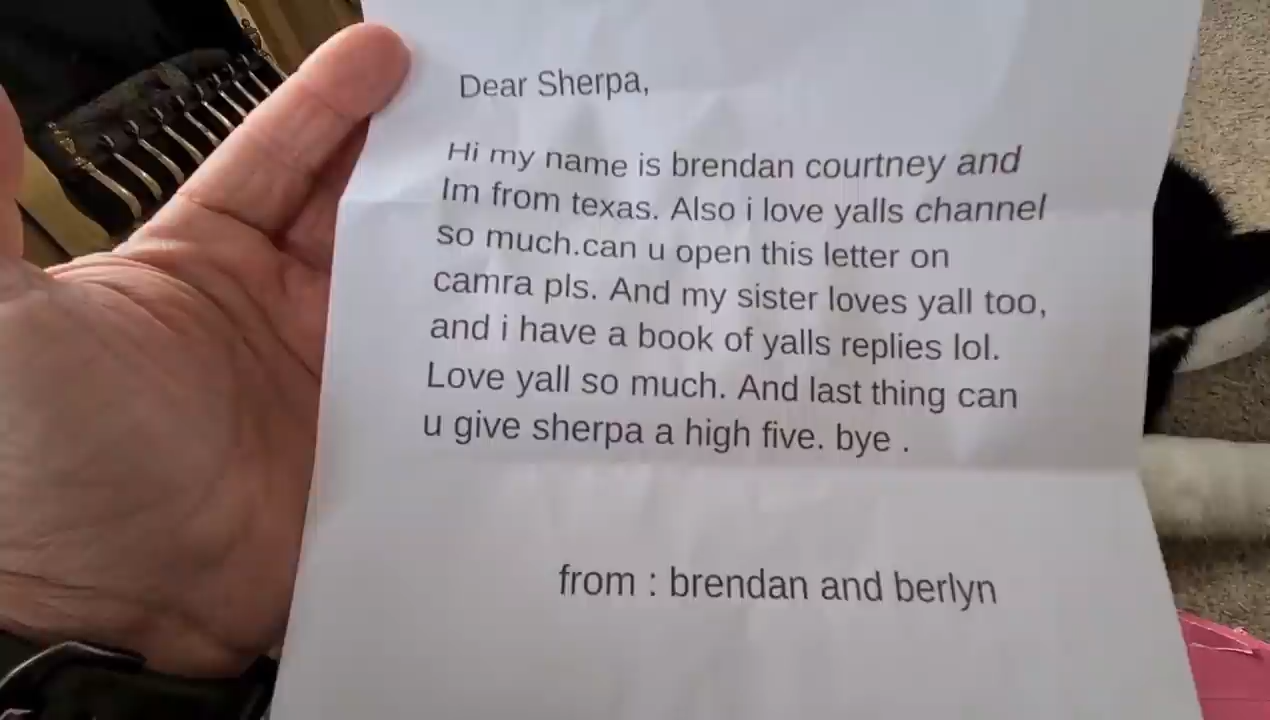 Dear Sherpa,
Hi my name is brendan courtney and
Im from texas. Also i love yalls channel
so much.can u open this letter on
camra pls. And my sister loves yall too,
and i have a book of yalls replies lol.
Love yall so much. And last thing can
u give sherpa a high five. bye .
from : brendan and berlyn